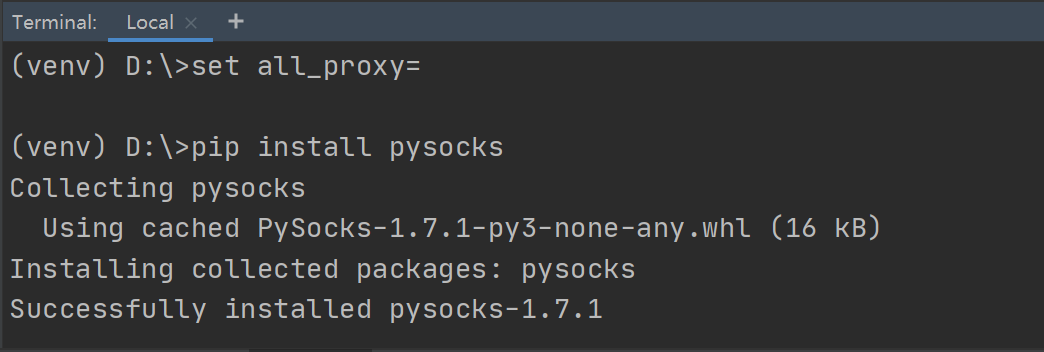 Terminal: Local × +
(venv) D:\>set all_proxy=
(venv) D:\>pip install pysocks
Collecting pysocks
  Using cached PySocks-1.7.1-py3-none-any.whl (16 kB)
Installing collected packages: pysocks
Successfully installed pysocks-1.7.1